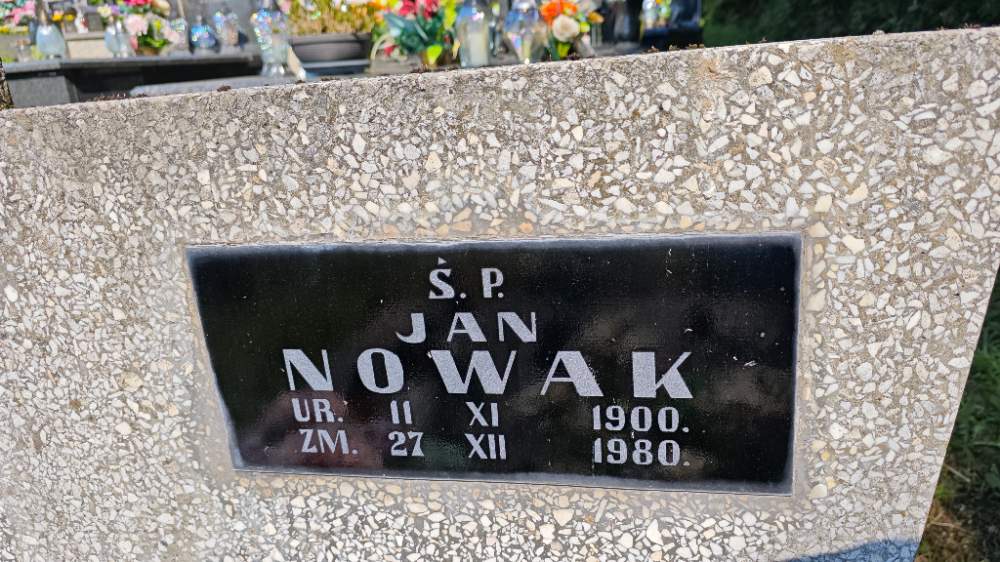 Ś. P.
JAN
NOWAK
UR. 11 XI 1900.
ZM. 27 XII 1980.